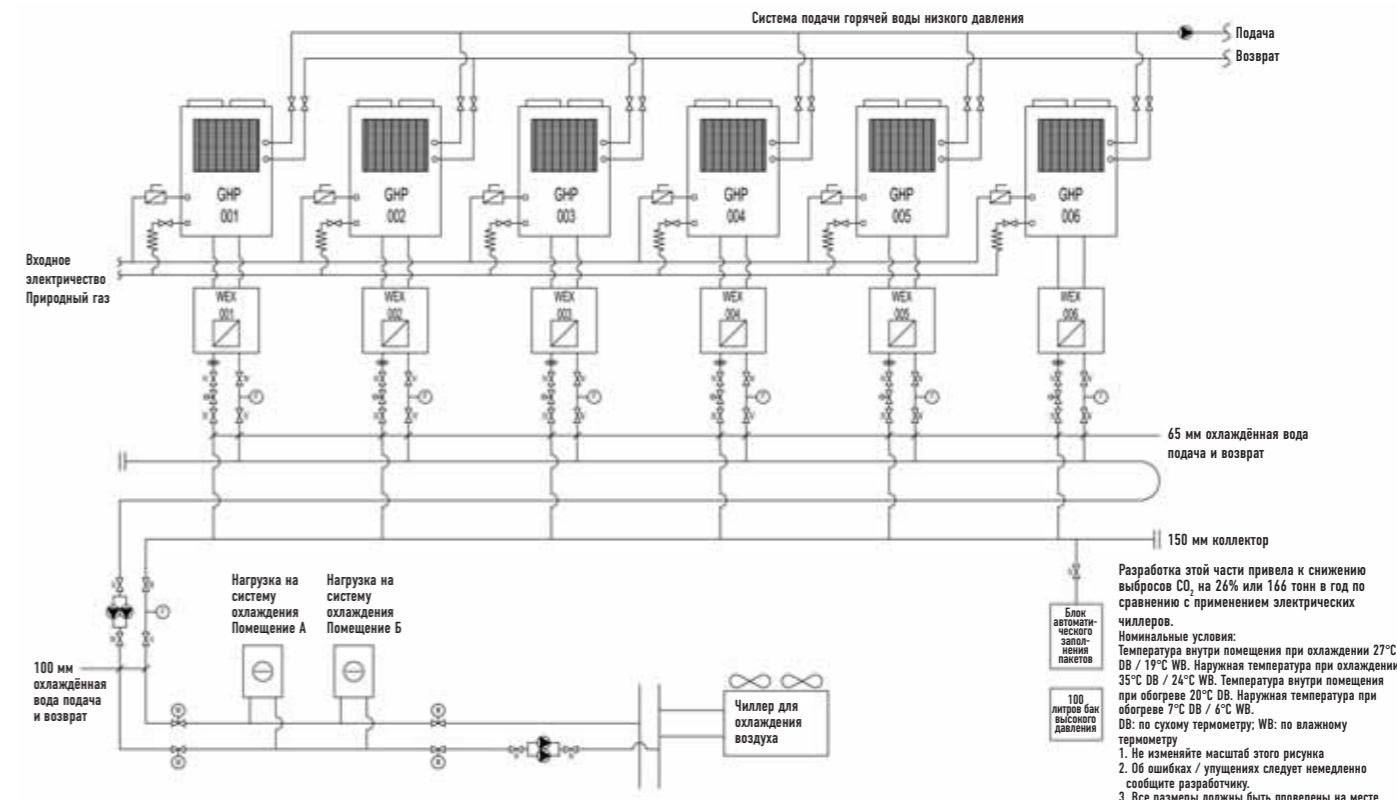 Система подачи горячей воды низкого давления
Подача
Возврат
GHP
001
GHP
002
GHP
003
GHP
004
GHP
005
GHP
006
Входное
электричество
Природный газ
WEX
001
WEX
002
WEX
003
WEX
004
WEX
005
WEX
006
65 мм охлаждённая вода
подача и возврат
150 мм коллектор
Нагрузка на
систему
охлаждения
Помещение А
Нагрузка на
систему
охлаждения
Помещение Б
100 мм
охлаждённая
вода подача
и возврат
Чиллер для
охлаждения
воздуха
Блок
автомати-
ческого
запол-
нения
пакетов
100
литров бак
высокого
давления
Разработка этой части привела к снижению
выбросов CO₂ на 26% или 166 тонн в год по
сравнению с применением электрических
чиллеров.
Номинальные условия:
Температура внутри помещения при охлаждении 27°C
DB / 19°C WB. Наружная температура при охлаждении
35°C DB / 24°C WB. Температура внутри помещения
при обогреве 20°C DB. Наружная температура при
обогреве 7°C DB / 6°C WB.
DB: по сухому термометру; WB: по влажному
термометру
1. Не изменяйте масштаб этого рисунка
2. Об ошибках / упущениях следует немедленно
сообщите разработчику.
3. Все размеры должны быть проверены на месте